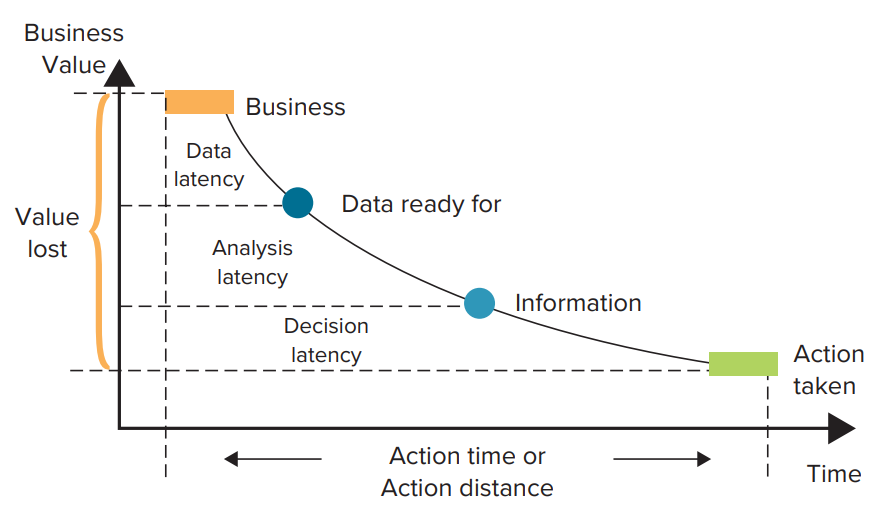 Business
Value
Business
Data
latency
Value
lost
Data ready for
Analysis
latency
Information
Decision
latency
Action
taken
Action time or
Action distance
Time